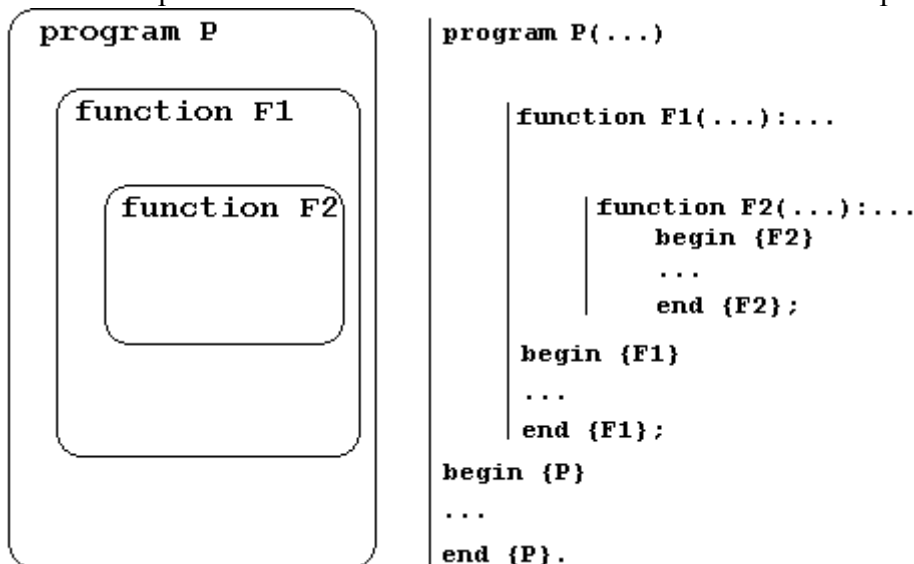 program P
function F1
function F2
program P(...)
function F1(...):...
function F2(...):...
begin {F2}
...
end {F2};
begin {F1}
...
end {F1};
begin {P}
...
end {P}.